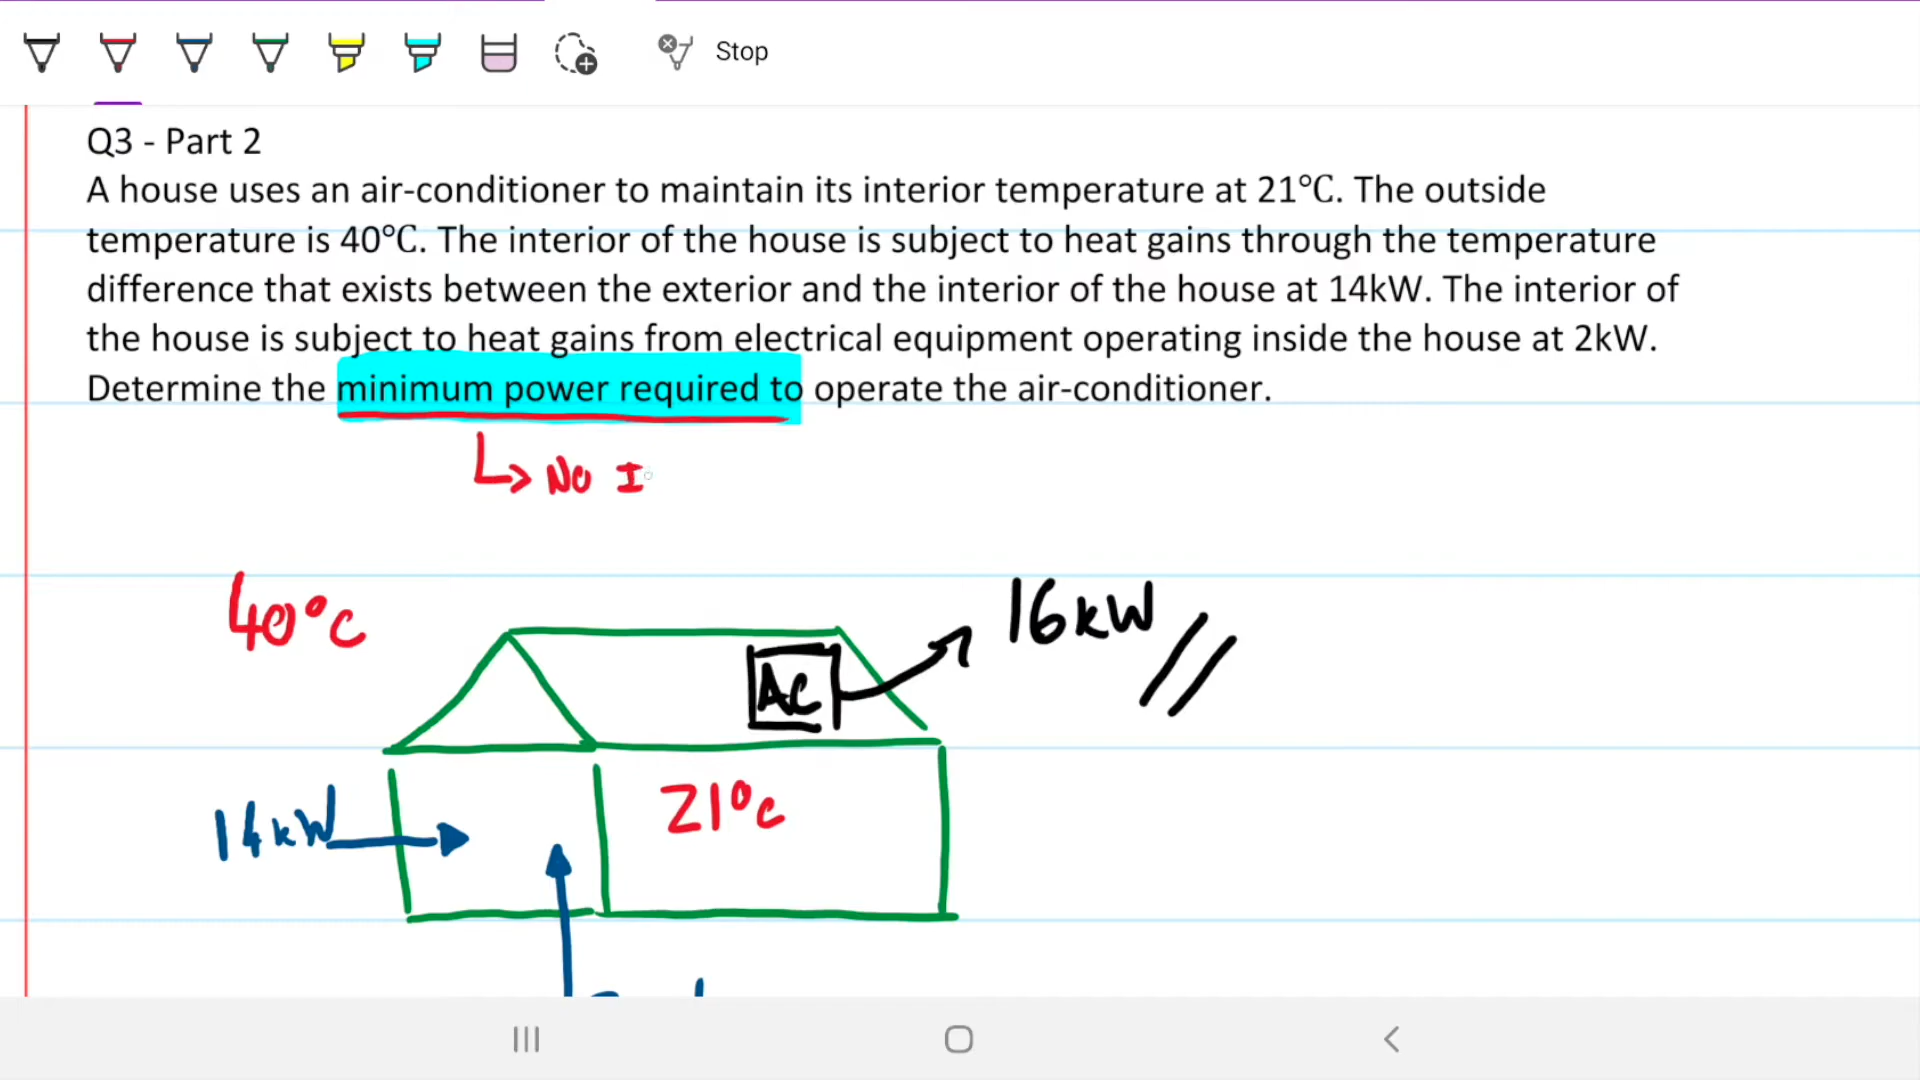 Stop
Q3 - Part 2
A house uses an air-conditioner to maintain its interior temperature at 21°C. The outside
temperature is 40°C. The interior of the house is subject to heat gains through the temperature
difference that exists between the exterior and the interior of the house at 14kW. The interior of
the house is subject to heat gains from electrical equipment operating inside the house at 2kW.
Determine the minimum power required to operate the air-conditioner.
No I
40°C
16kW
AC
21°C
14kW